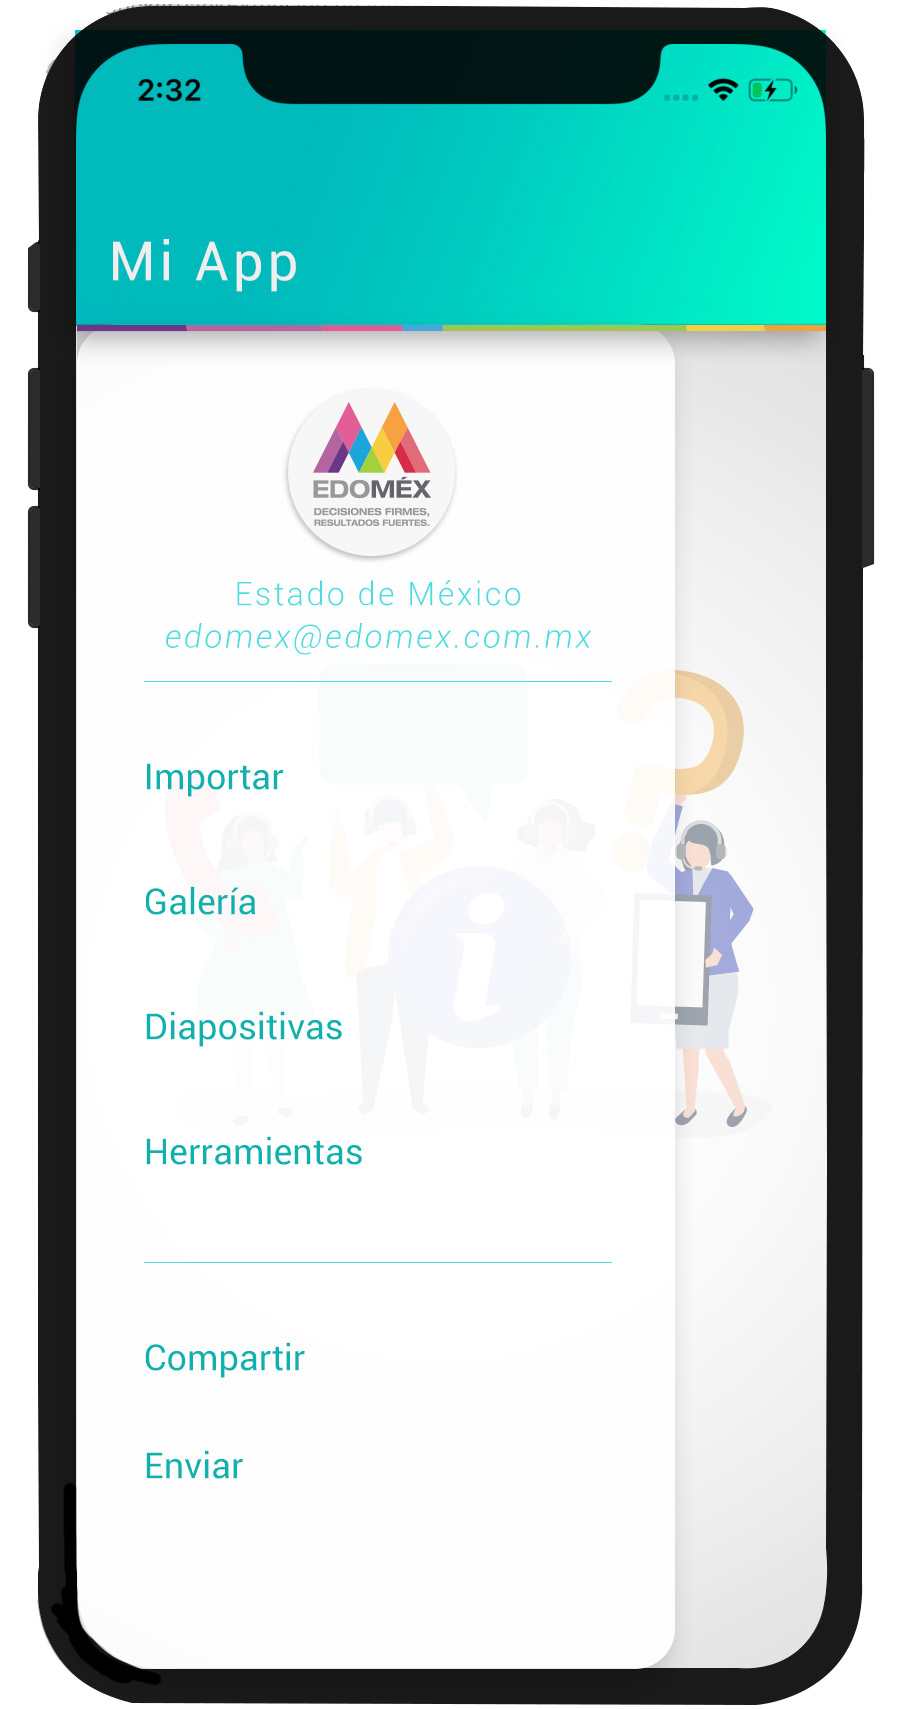 2:32
Mi App
EDOMÉX
DECISIONES FIRMES,
RESULTADOS FUERTES.
Estado de México
edomex@edomex.com.mx
Importar
Galería
Diapositivas
Herramientas
Compartir
Enviar